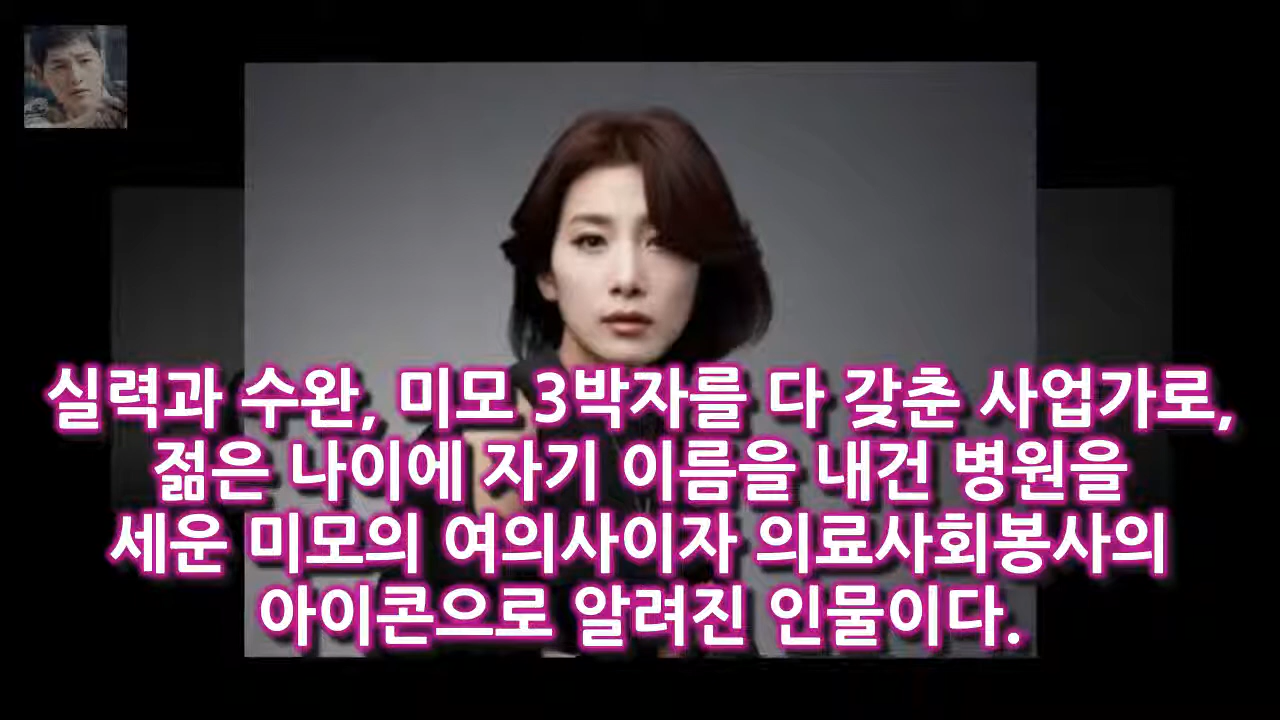 실력과 수완, 미모 3박자를 다 갖춘 사업가로,
젊은 나이에 자기 이름을 내건 병원을
세운 미모의 여의사이자 의료사회봉사의
아이콘으로 알려진 인물이다.